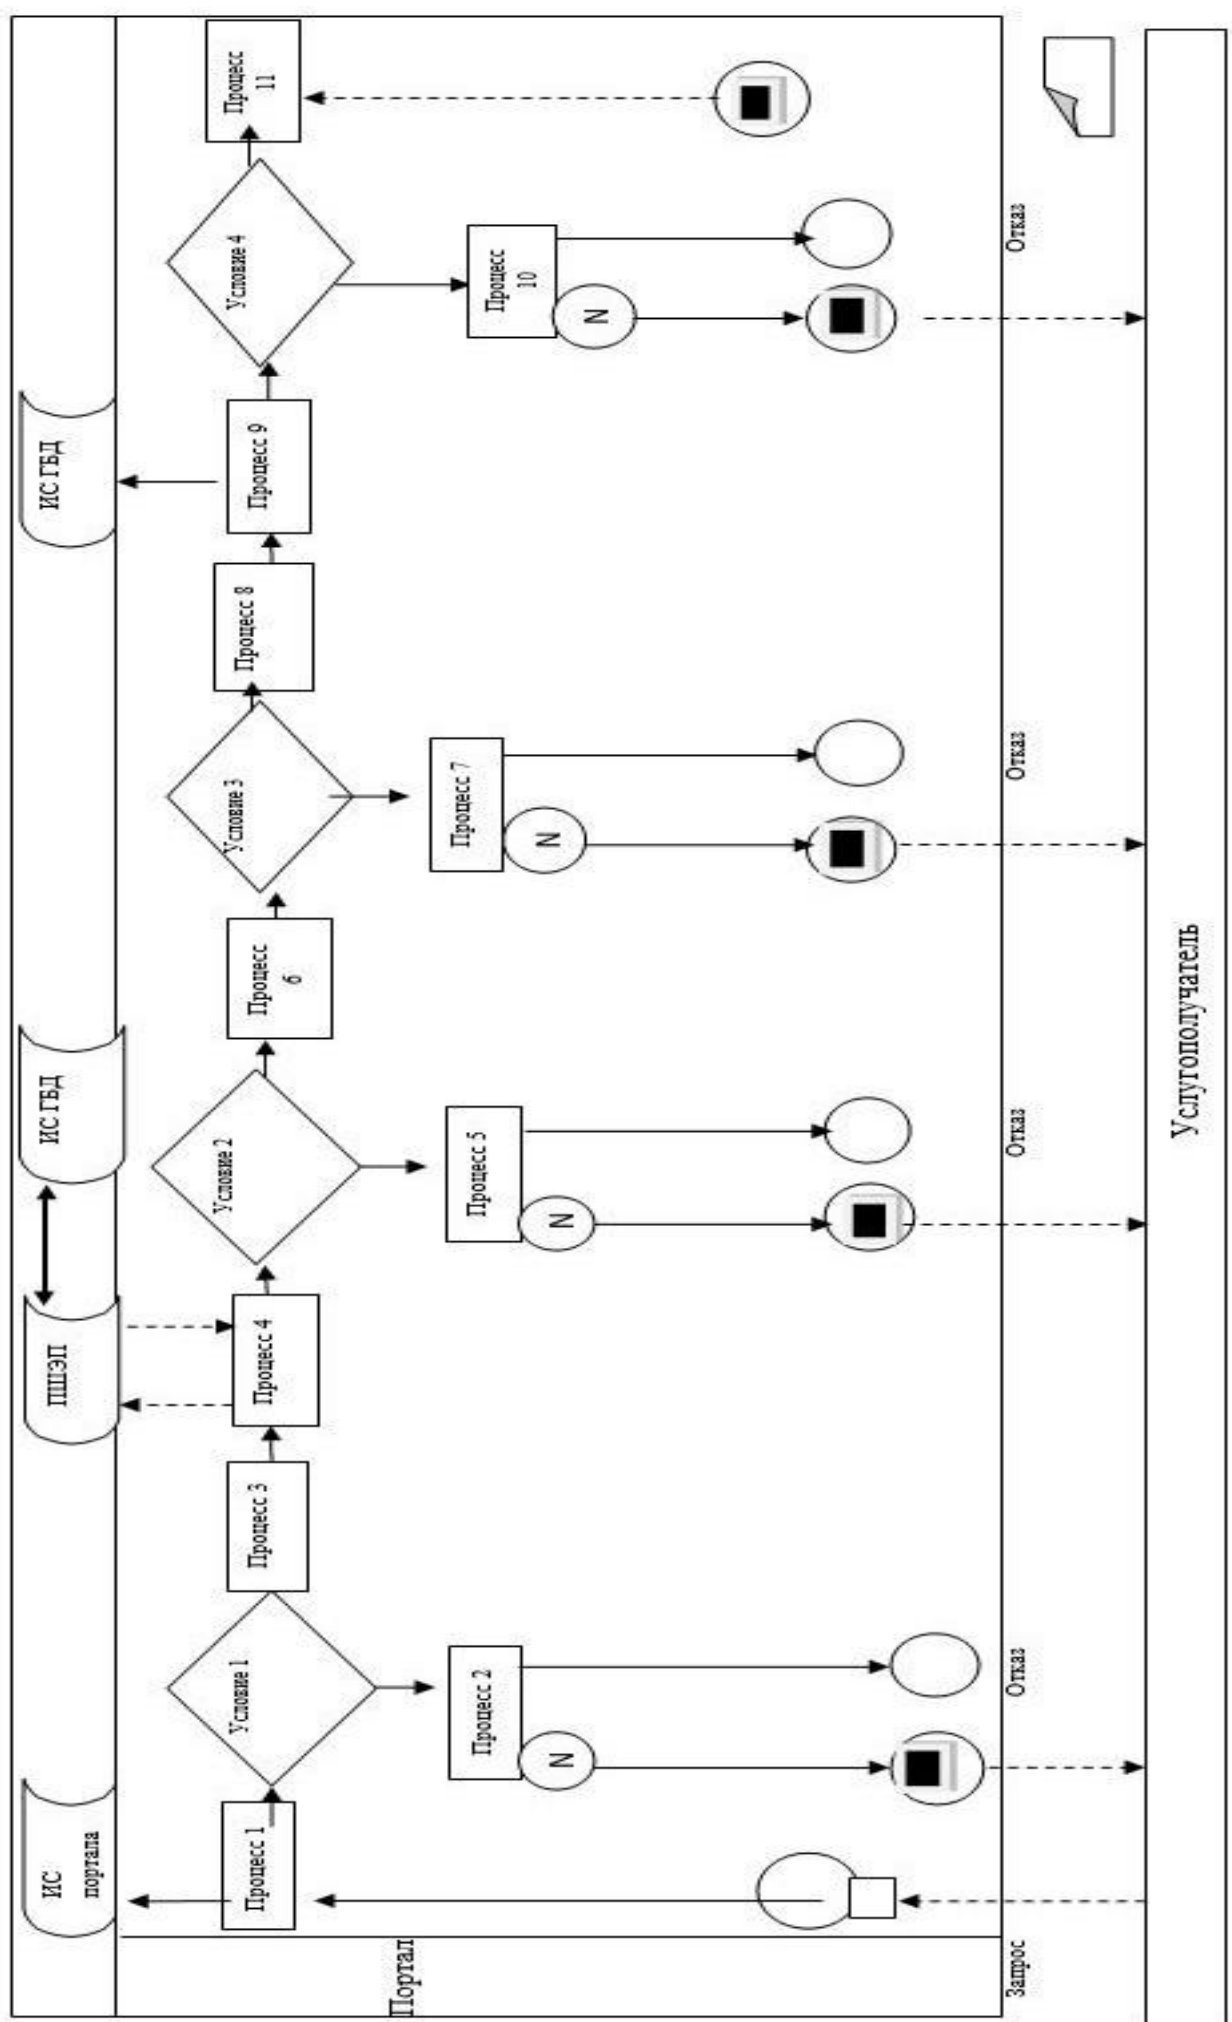 ИС
портала
ПШЭП
ИС ГБД
ИС ГБД
Портал
Процесс 1
Условие 1
Процесс 3
Процесс 4
Условие 2
Процесс
6
Условие 3
Процесс 8
Процесс 9
Условие 4
Процесс
11
Процесс 2
N
Процесс 5
N
Процесс 7
N
Процесс
10
N
Запрос
Отказ
Отказ
Отказ
Отказ
Услугополучатель